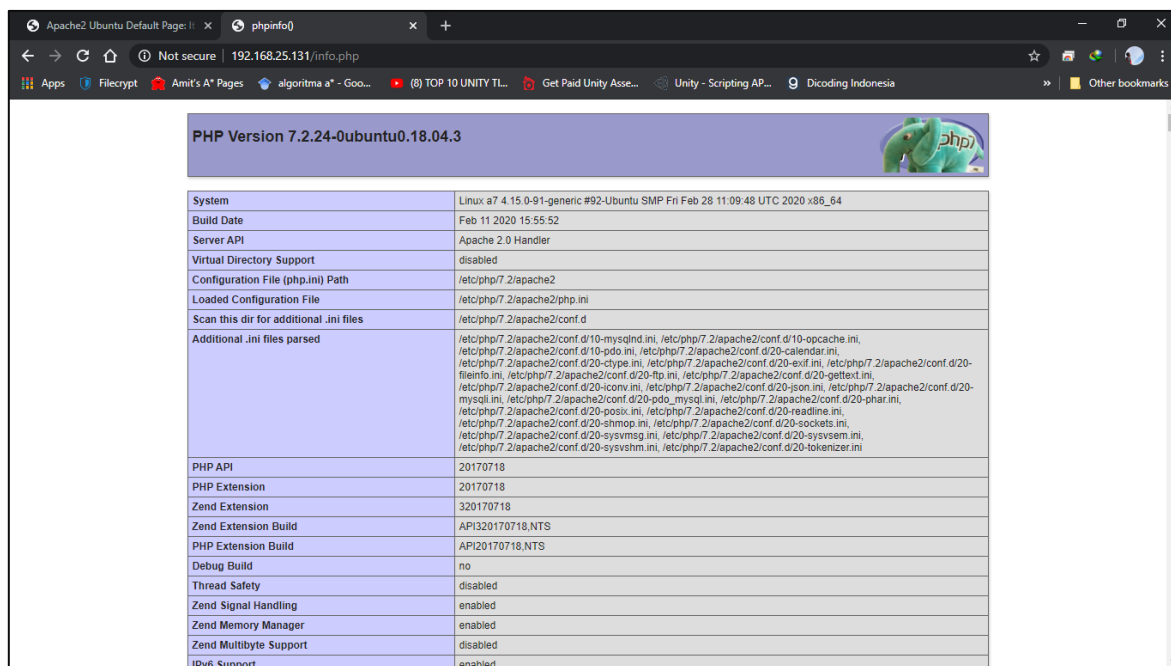 Apache2 Ubuntu Default Page: It
phpinfo()
Not secure | 192.168.25.131/info.php
Apps Filecrypt Amit's A* Pages algoritma a* - Goo... (8) TOP 10 UNITY TI... Get Paid Unity Asse... Unity - Scripting AP... Dicoding Indonesia » Other bookmarks
PHP Version 7.2.24-0ubuntu0.18.04.3
php7
System Linux a7 4.15.0-91-generic #92-Ubuntu SMP Fri Feb 28 11:09:48 UTC 2020 x86_64
Build Date Feb 11 2020 15:55:52
Server API Apache 2.0 Handler
Virtual Directory Support disabled
Configuration File (php.ini) Path /etc/php/7.2/apache2
Loaded Configuration File /etc/php/7.2/apache2/php.ini
Scan this dir for additional .ini files /etc/php/7.2/apache2/conf.d
Additional .ini files parsed /etc/php/7.2/apache2/conf.d/10-mysqlnd.ini, /etc/php/7.2/apache2/conf.d/10-opcache.ini,
/etc/php/7.2/apache2/conf.d/10-pdo.ini, /etc/php/7.2/apache2/conf.d/20-calendar.ini,
/etc/php/7.2/apache2/conf.d/20-ctype.ini, /etc/php/7.2/apache2/conf.d/20-exif.ini, /etc/php/7.2/apache2/conf.d/20-
fileinfo.ini, /etc/php/7.2/apache2/conf.d/20-ftp.ini, /etc/php/7.2/apache2/conf.d/20-gettext.ini,
/etc/php/7.2/apache2/conf.d/20-iconv.ini, /etc/php/7.2/apache2/conf.d/20-json.ini, /etc/php/7.2/apache2/conf.d/20-
mysqli.ini, /etc/php/7.2/apache2/conf.d/20-pdo_mysql.ini, /etc/php/7.2/apache2/conf.d/20-phar.ini,
/etc/php/7.2/apache2/conf.d/20-posix.ini, /etc/php/7.2/apache2/conf.d/20-readline.ini,
/etc/php/7.2/apache2/conf.d/20-shmop.ini, /etc/php/7.2/apache2/conf.d/20-sockets.ini,
/etc/php/7.2/apache2/conf.d/20-sysvmsg.ini, /etc/php/7.2/apache2/conf.d/20-sysvsem.ini,
/etc/php/7.2/apache2/conf.d/20-sysvshm.ini, /etc/php/7.2/apache2/conf.d/20-tokenizer.ini
PHP API 20170718
PHP Extension 20170718
Zend Extension 320170718
Zend Extension Build API320170718,NTS
PHP Extension Build API20170718,NTS
Debug Build no
Thread Safety disabled
Zend Signal Handling enabled
Zend Memory Manager enabled
Zend Multibyte Support disabled
IPv6 Support enabled